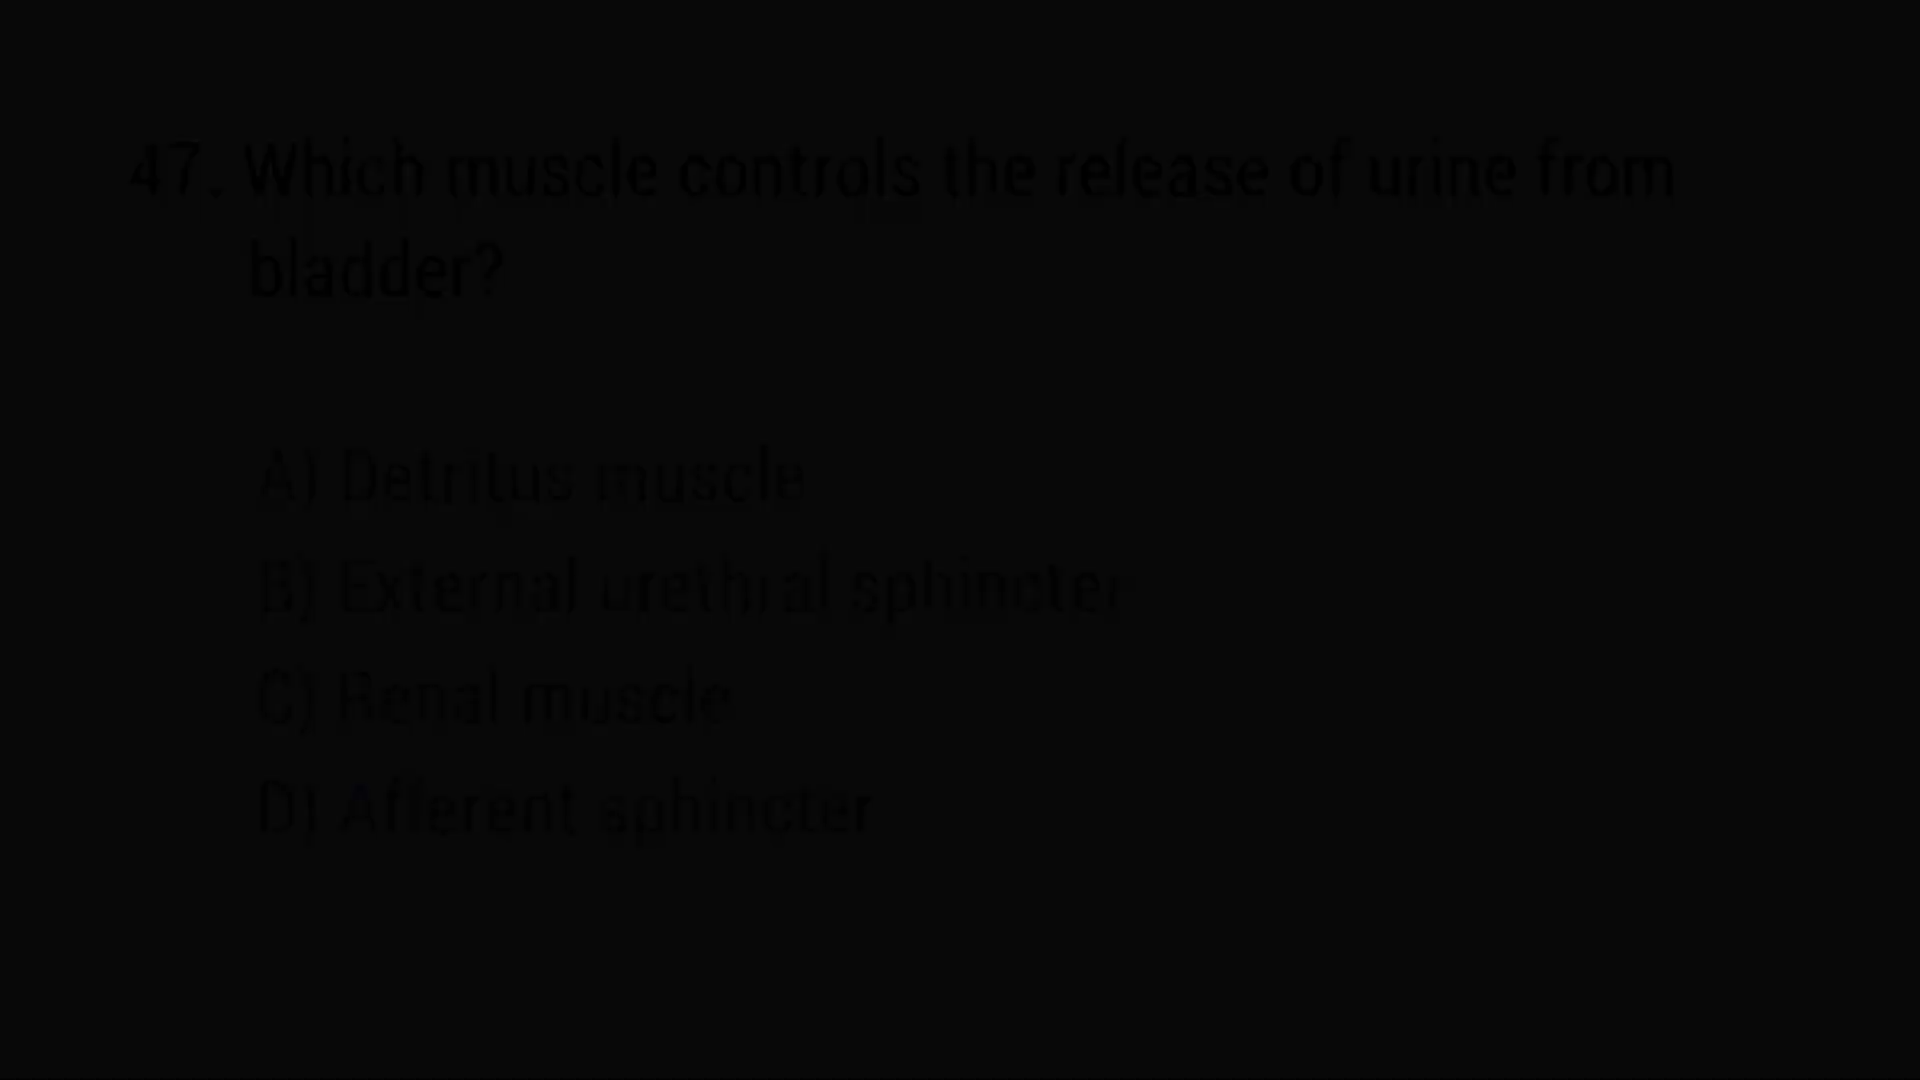 47. Which muscle controls the release of urine from
bladder?
A) Detritus muscle
B) External urethral sphincter
C) Renal muscle
D) Afferent sphincter